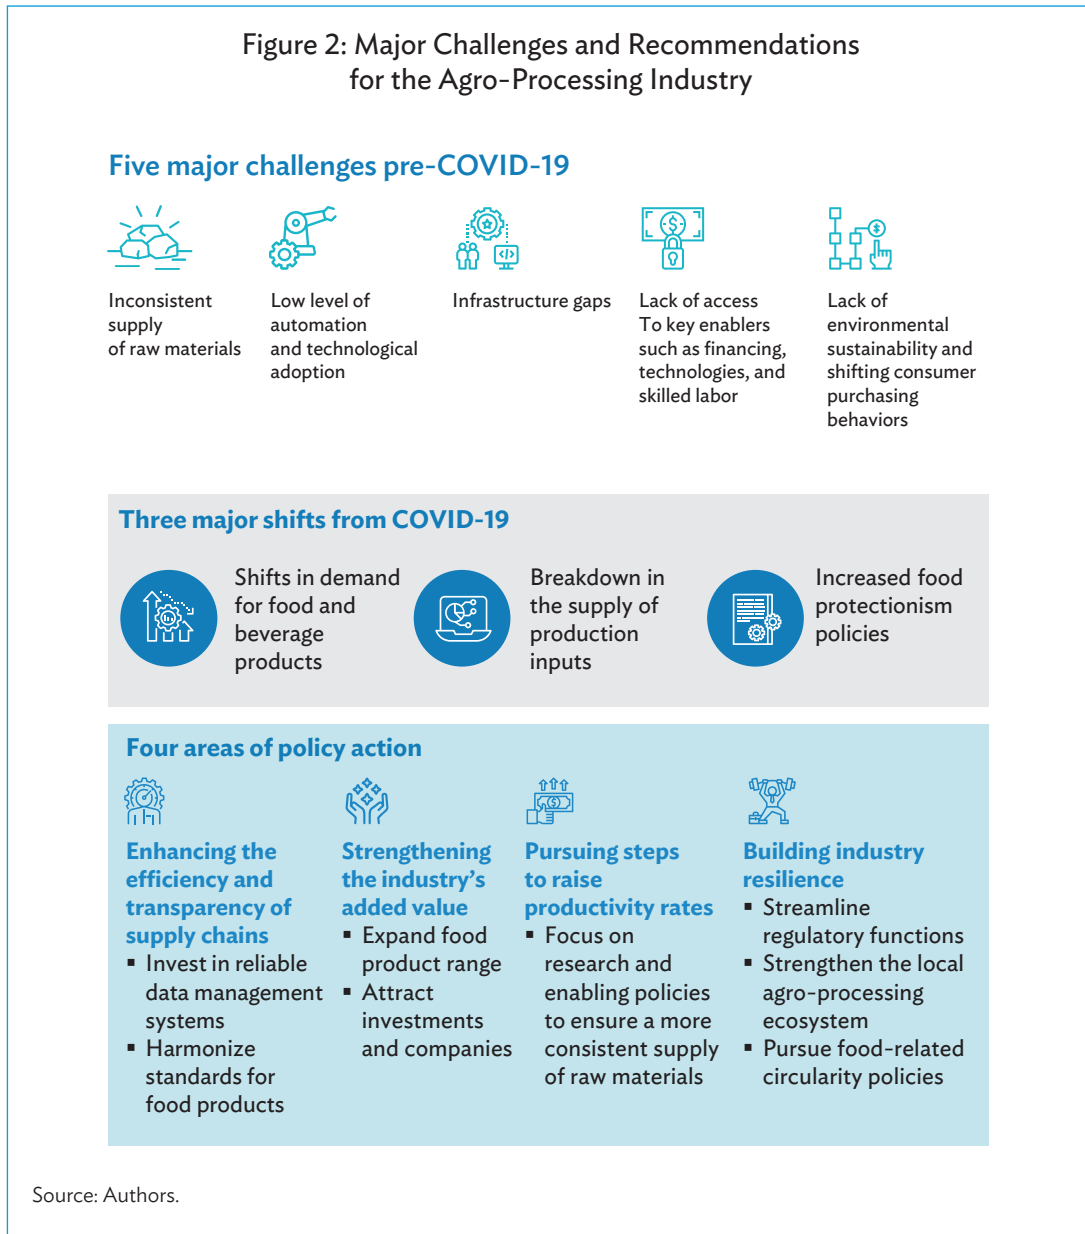 Figure 2: Major Challenges and Recommendations
for the Agro-Processing Industry
Five major challenges pre-COVID-19
Inconsistent
supply
of raw materials
Low level of
automation
and technological
adoption
Infrastructure gaps
Lack of access
To key enablers
such as financing,
technologies, and
skilled labor
Lack of
environmental
sustainability and
shifting consumer
purchasing
behaviors
Three major shifts from COVID-19
Shifts in demand
for food and
beverage
products
Breakdown in
the supply of
production
inputs
Increased food
protectionism
policies
Four areas of policy action
Enhancing the
efficiency and
transparency of
supply chains
▪ Invest in reliable
data management
systems
▪ Harmonize
standards for
food products
Strengthening
the industry's
added value
▪ Expand food
product range
▪ Attract
investments
and companies
Pursuing steps
to raise
productivity rates
▪ Focus on
research and
enabling policies
to ensure a more
consistent supply
of raw materials
Building industry
resilience
▪ Streamline
regulatory functions
▪ Strengthen the local
agro-processing
ecosystem
▪ Pursue food-related
circularity policies
Source: Authors.